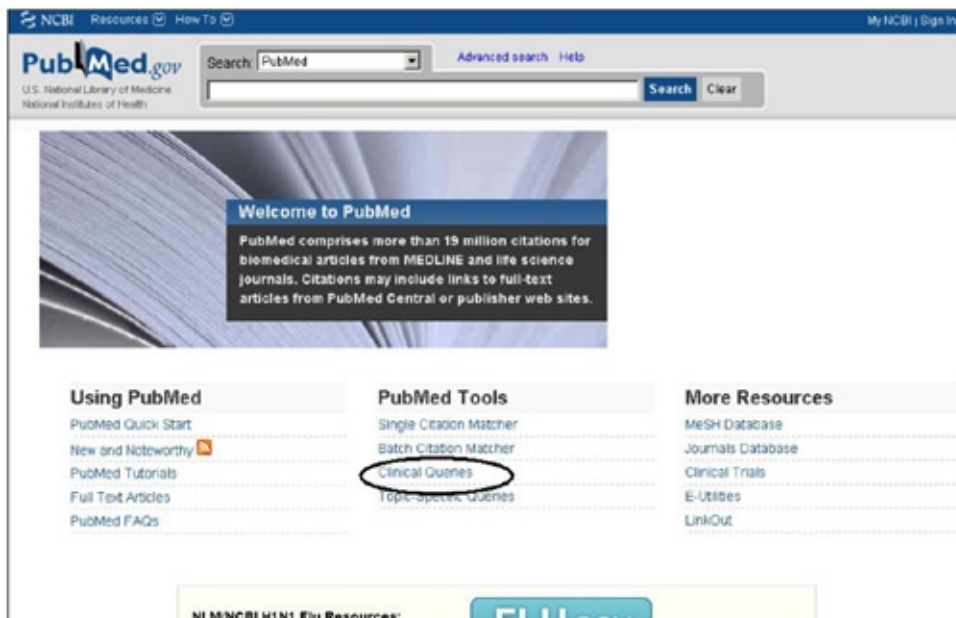 NCBI Resources How To My NCBI | Sign In
PubMed.gov
U.S. National Library of Medicine
National Institutes of Health
Search: PubMed
Advanced search Help
Search Clear
Welcome to PubMed
PubMed comprises more than 19 million citations for
biomedical articles from MEDLINE and life science
journals. Citations may include links to full-text
articles from PubMed Central or publisher web sites.
Using PubMed
PubMed Quick Start
New and Noteworthy
PubMed Tutorials
Full Text Articles
PubMed FAQs
PubMed Tools
Single Citation Matcher
Batch Citation Matcher
Clinical Queries
Topic-Specific Queries
More Resources
MeSH Database
Journals Database
Clinical Trials
E-Utilities
LinkOut
NLM/NCBI H1N1 Flu Resources:
FLU.gov